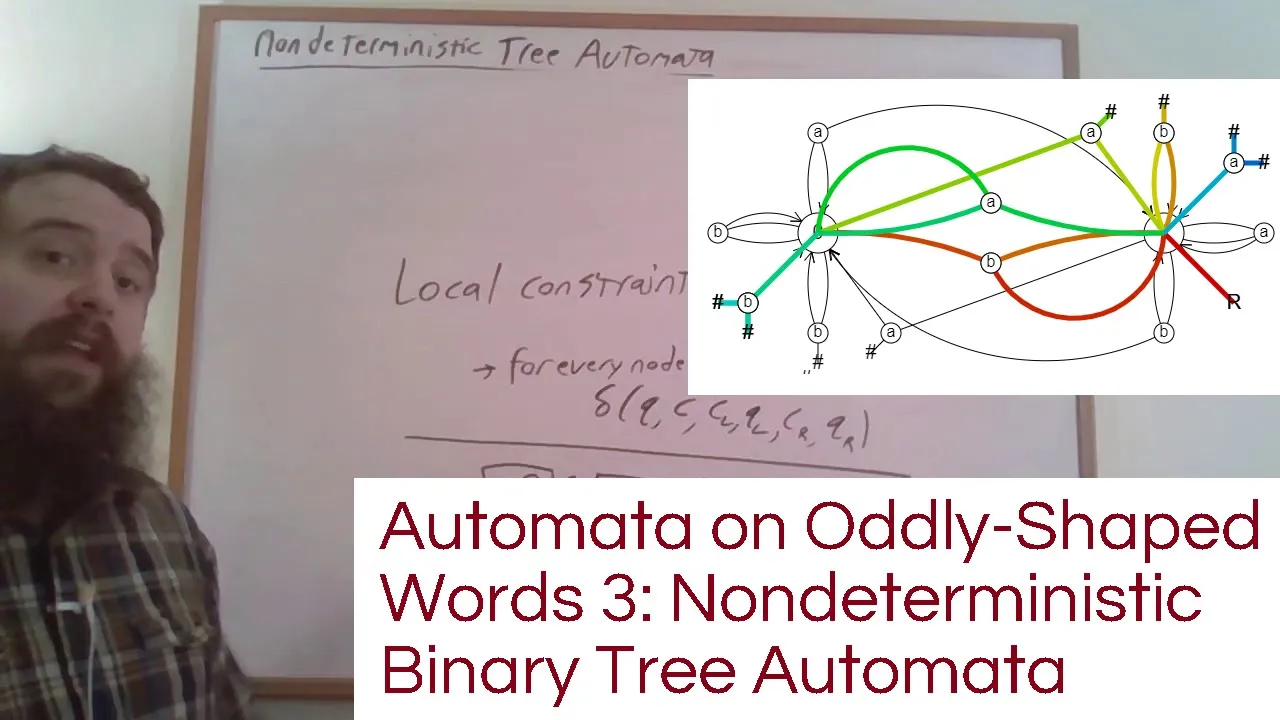 Nondeterministic Tree Automata
#
#
a
a
b
#
a
#
a
b
a
b
#
b
#
R
b
a
b
#
#
Local constraint
→ for every node
δ(q, c, c_L, q_L, c_R, q_R)
Automata on Oddly-Shaped
Words 3: Nondeterministic
Binary Tree Automata